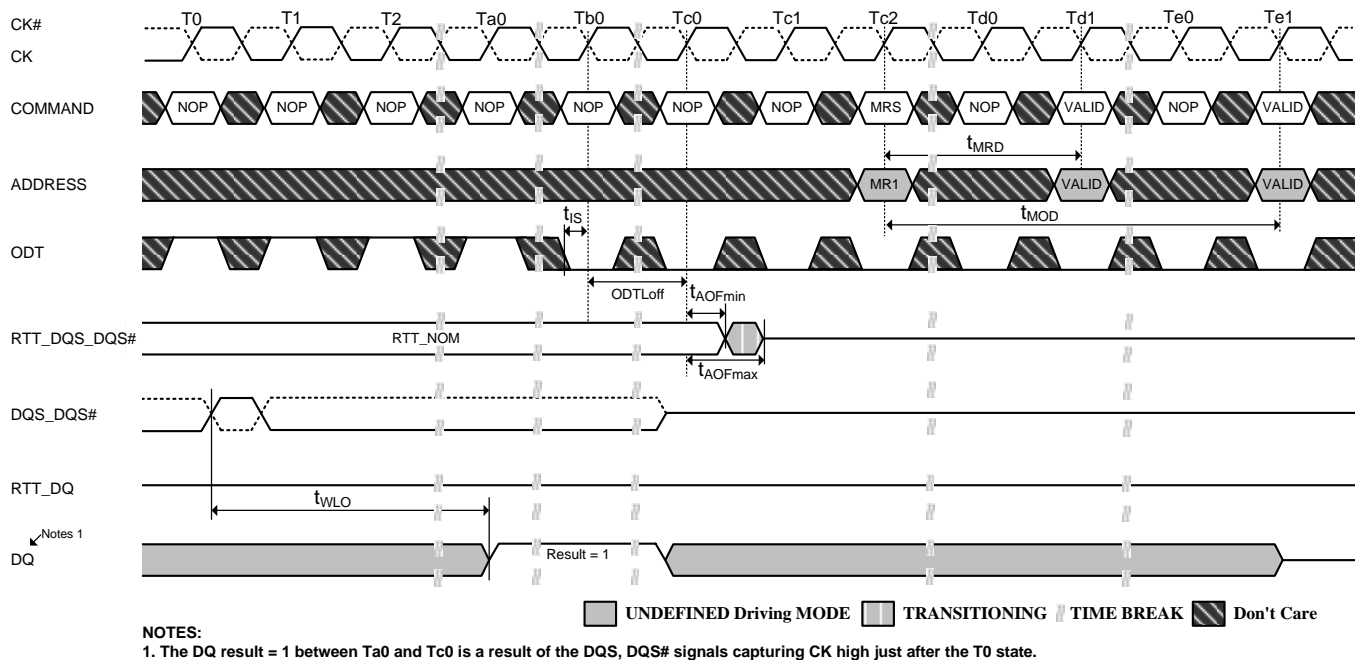 T0 T1 T2 Ta0 Tb0 Tc0 Tc1 Tc2 Td0 Td1 Te0 Te1
CK#
CK
COMMAND NOP NOP NOP NOP NOP NOP NOP MRS NOP VALID NOP VALID
tMRD
ADDRESS MR1 VALID VALID
tIS tMOD
ODT
ODTLoff tAOFmin
RTT_DQS_DQS# RTT_NOM
tAOFmax
DQS_DQS#
RTT_DQ
tWLO
Notes 1
DQ Result = 1
UNDEFINED Driving MODE TRANSITIONING TIME BREAK Don't Care
NOTES:
1. The DQ result = 1 between Ta0 and Tc0 is a result of the DQS, DQS# signals capturing CK high just after the T0 state.